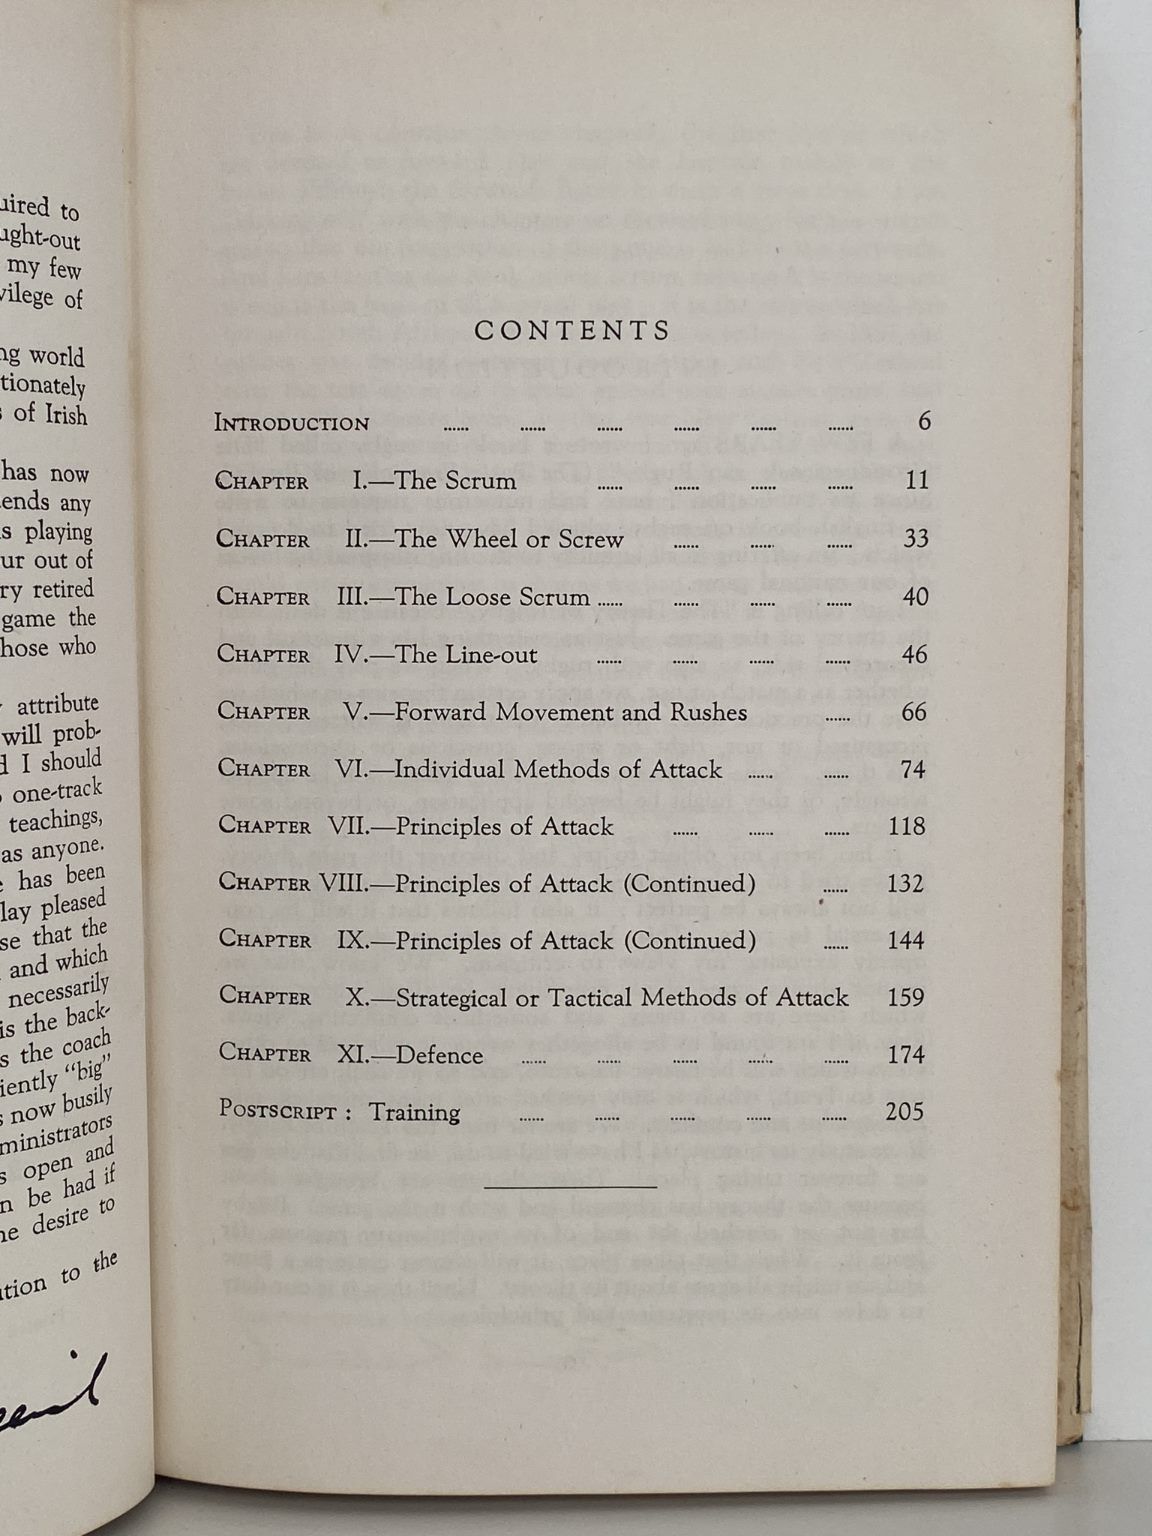 uired to
ught-out
my few
vilege of
ng world
tionately
of Irish
has now
ends any
s playing
ur out of
ry retired
game the
hose who
attribute
will prob-
d I should
one-track
teachings,
as anyone.
has been
lay pleased
se that the
and which
necessarily
is the back-
s the coach
iently "big"
s now busily
ministrators
s open and
n be had if
ne desire to
ution to the
CONTENTS
INTRODUCTION ...... ...... ...... ...... ...... ...... 6
CHAPTER I.—The Scrum ...... ...... ...... ...... 11
CHAPTER II.—The Wheel or Screw ...... ...... ...... 33
CHAPTER III.—The Loose Scrum ...... ...... ...... ...... 40
CHAPTER IV.—The Line-out ...... ...... ...... ...... 46
CHAPTER V.—Forward Movement and Rushes ...... 66
CHAPTER VI.—Individual Methods of Attack ...... ...... 74
CHAPTER VII.—Principles of Attack ...... ...... ...... 118
CHAPTER VIII.—Principles of Attack (Continued) ...... 132
CHAPTER IX.—Principles of Attack (Continued) ...... 144
CHAPTER X.—Strategical or Tactical Methods of Attack 159
CHAPTER XI.—Defence ...... ...... ...... ...... ...... 174
POSTSCRIPT : Training ...... ...... ...... ...... ...... 205